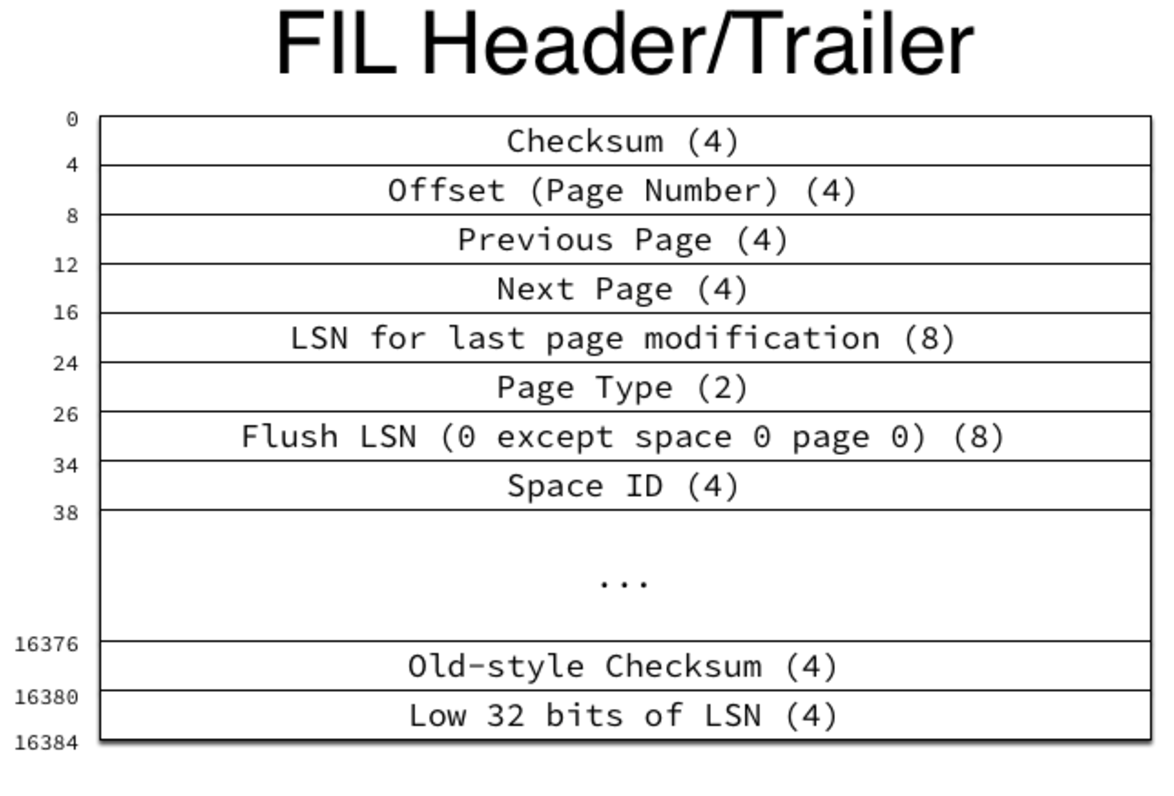 FIL Header/Trailer
0
Checksum (4)
4
Offset (Page Number) (4)
8
Previous Page (4)
12
Next Page (4)
16
LSN for last page modification (8)
24
Page Type (2)
26
Flush LSN (0 except space 0 page 0) (8)
34
Space ID (4)
38
...
16376
Old-style Checksum (4)
16380
Low 32 bits of LSN (4)
16384